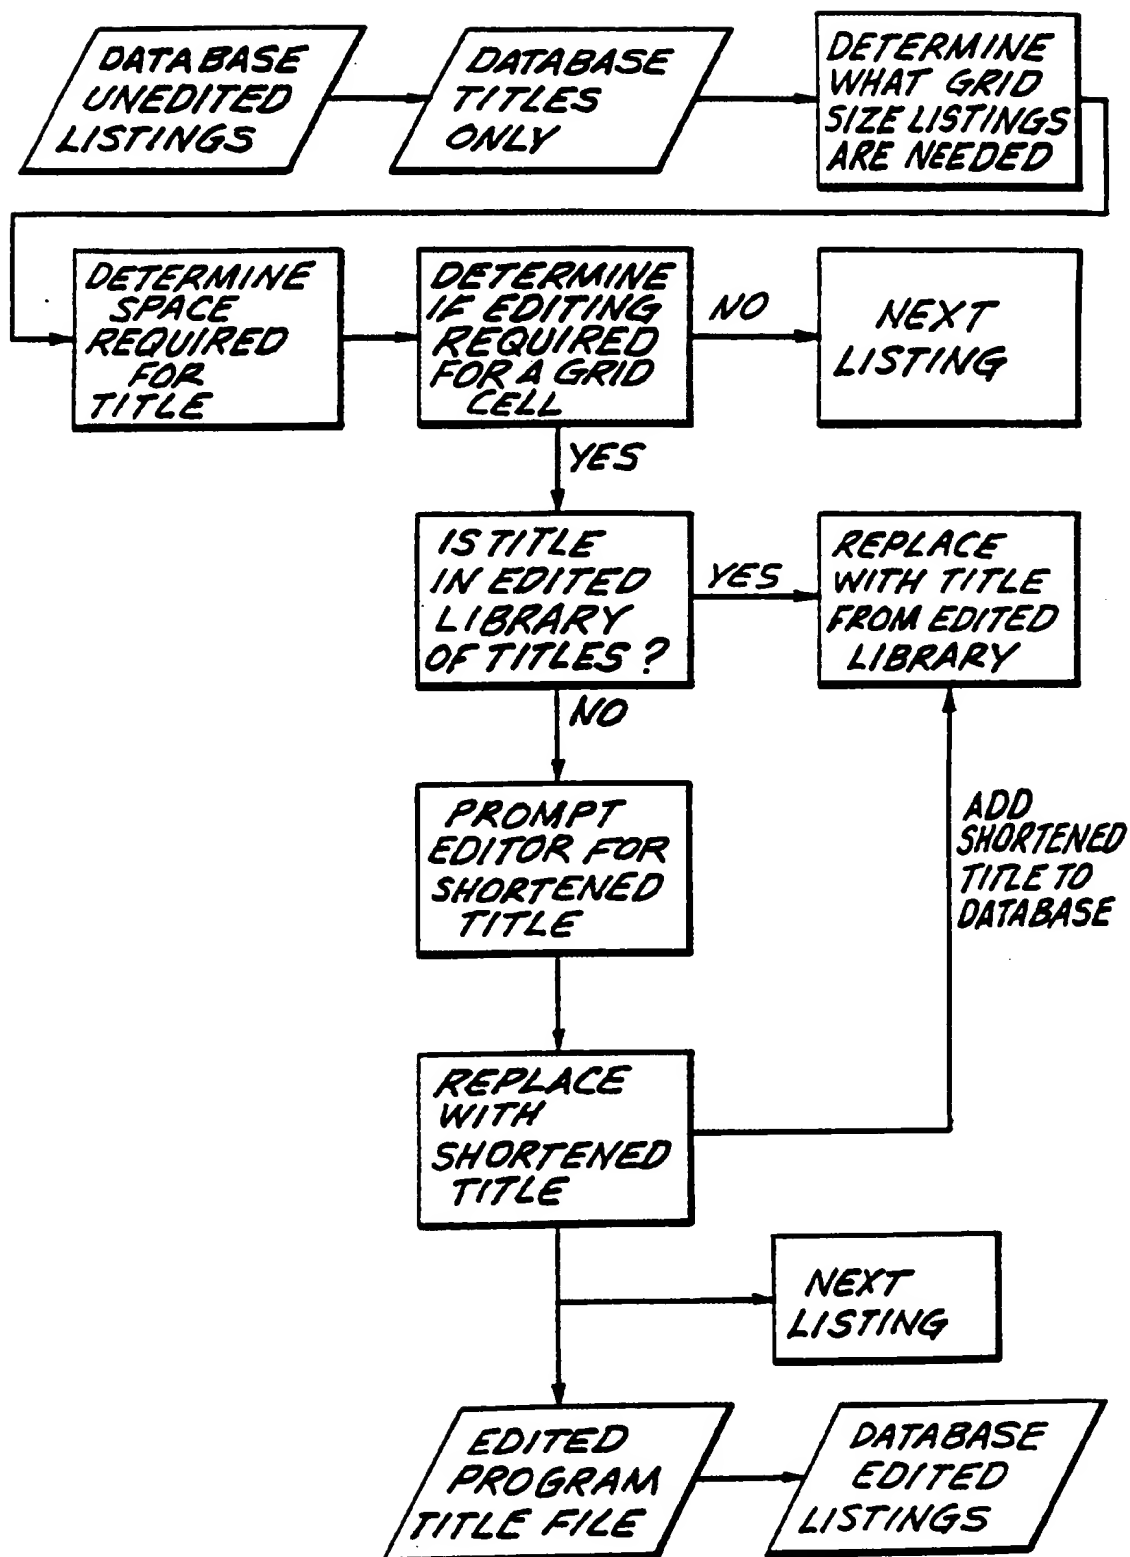 DATABASE
UNEDITED
LISTINGS
DATABASE
TITLES
ONLY
DETERMINE
WHAT GRID
SIZE LISTINGS
ARE NEEDED
DETERMINE
SPACE
REQUIRED
FOR
TITLE
DETERMINE
IF EDITING
REQUIRED
FOR A GRID
CELL
NO
NEXT
LISTING
YES
IS TITLE
IN EDITED
LIBRARY
OF TITLES?
YES
REPLACE
WITH TITLE
FROM EDITED
LIBRARY
NO
PROMPT
EDITOR FOR
SHORTENED
TITLE
ADD
SHORTENED
TITLE TO
DATABASE
REPLACE
WITH
SHORTENED
TITLE
NEXT
LISTING
EDITED
PROGRAM
TITLE FILE
DATABASE
EDITED
LISTINGS